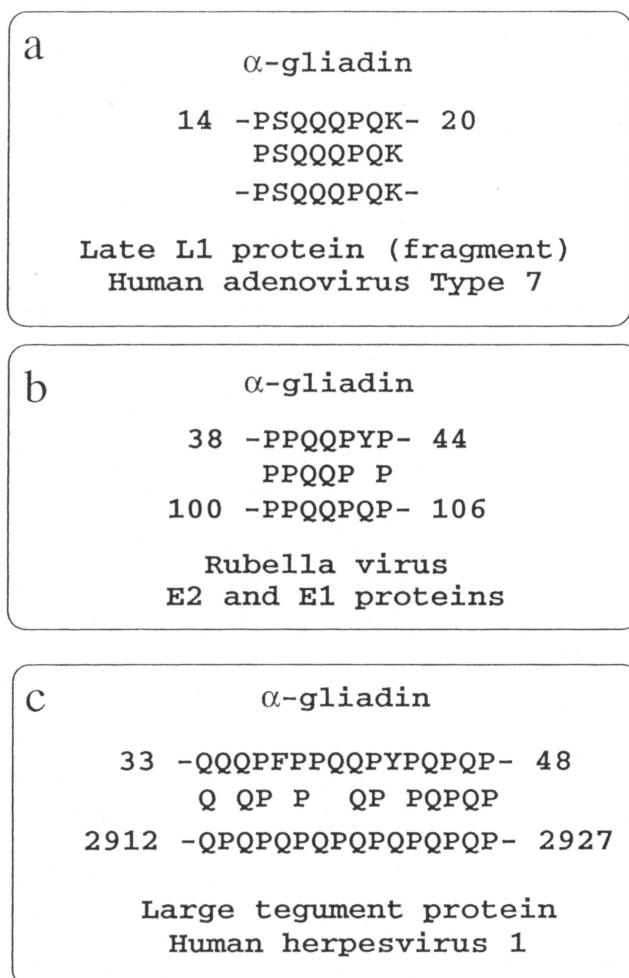 a
α-gliadin
14 -PSQQQPQK- 20
PSQQQPQK
-PSQQQPQK-
Late L1 protein (fragment)
Human adenovirus Type 7
b
α-gliadin
38 -PPQQPYP- 44
PPQQP P
100 -PPQQPQP- 106
Rubella virus
E2 and E1 proteins
c
α-gliadin
33 -QQQPFPPQQPYPQPQP- 48
Q QP P QP PQPQP
2912 -QPQPQPQPQPQPQPQP- 2927
Large tegument protein
Human herpesvirus 1